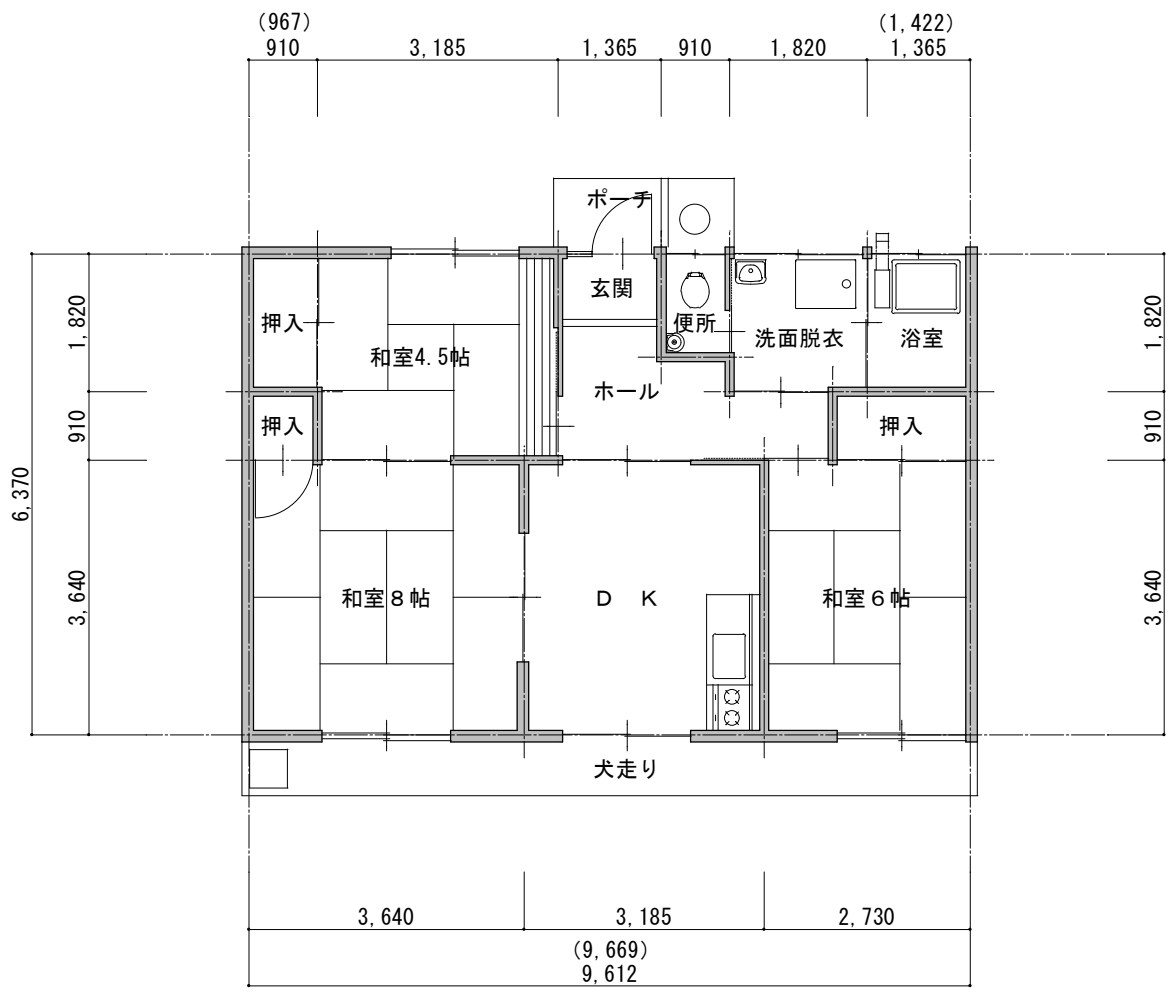 (967)
(1,422)
910
3,185
1,365
910
1,820
1,365
ポーチ
玄関
押入
便所
洗面脱衣
浴室
和室4.5帖
ホール
押入
押入
1,820
910
3,640
6,370
1,820
910
3,640
和室8帖
D K
和室6帖
犬走り
3,640
3,185
2,730
(9,669)
9,612